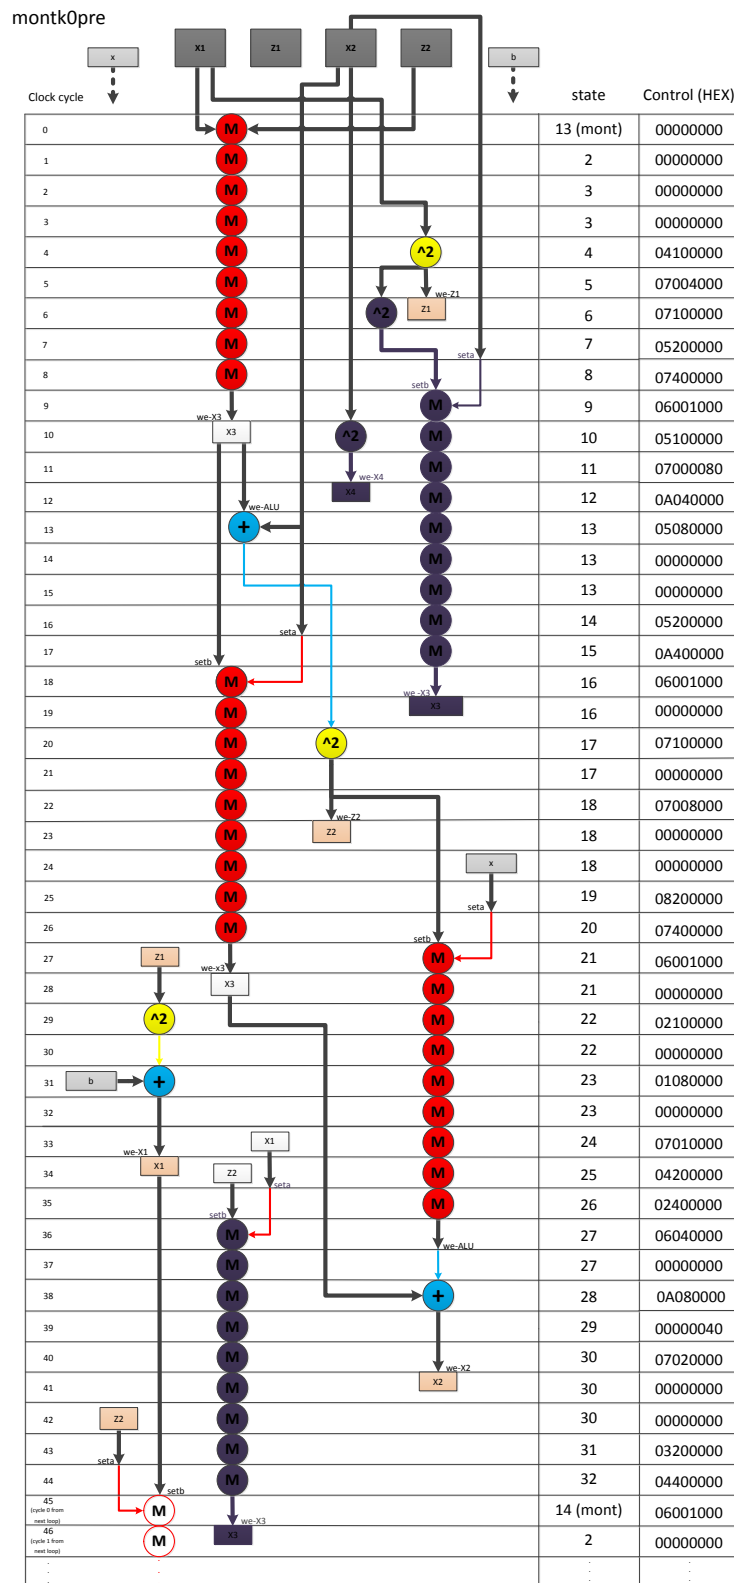 montk0pre
x X1 Z1 X2 Z2 b
Clock cycle state Control (HEX)
0 M 13 (mont) 00000000
1 M 2 00000000
2 M 3 00000000
3 M 3 00000000
4 M ^2 4 04100000
5 M we-Z1 5 07004000
6 M ^2 Z1 6 07100000
7 M seta 7 05200000
8 M setb 8 07400000
9 we-X3 M 9 06001000
10 X3 ^2 M 10 05100000
11 we-X4 M 11 07000080
12 we-ALU X4 M 12 0A040000
13 + M 13 05080000
14 M 13 00000000
15 M 13 00000000
16 seta M 14 05200000
17 setb M 15 0A400000
18 M we-X3 16 06001000
19 M X3 16 00000000
20 M ^2 17 07100000
21 M 17 00000000
22 M we-Z2 18 07008000
23 M Z2 18 00000000
24 M x 18 00000000
25 M seta 19 08200000
26 M setb 20 07400000
27 Z1 we-x3 M 21 06001000
28 X3 M 21 00000000
29 ^2 M 22 02100000
30 M 22 00000000
31 b + M 23 01080000
32 M 23 00000000
33 we-X1 X1 M 24 07010000
34 X1 Z2 seta M 25 04200000
35 setb M 26 02400000
36 M we-ALU 27 06040000
37 M 27 00000000
38 M + 28 0A080000
39 M 29 00000040
40 M we-X2 30 07020000
41 M X2 30 00000000
42 Z2 M 30 00000000
43 seta M 31 03200000
44 setb M 32 04400000
45 (cycle 0 from next loop) M we-X3 14 (mont) 06001000
46 (cycle 1 from next loop) M X3 2 00000000